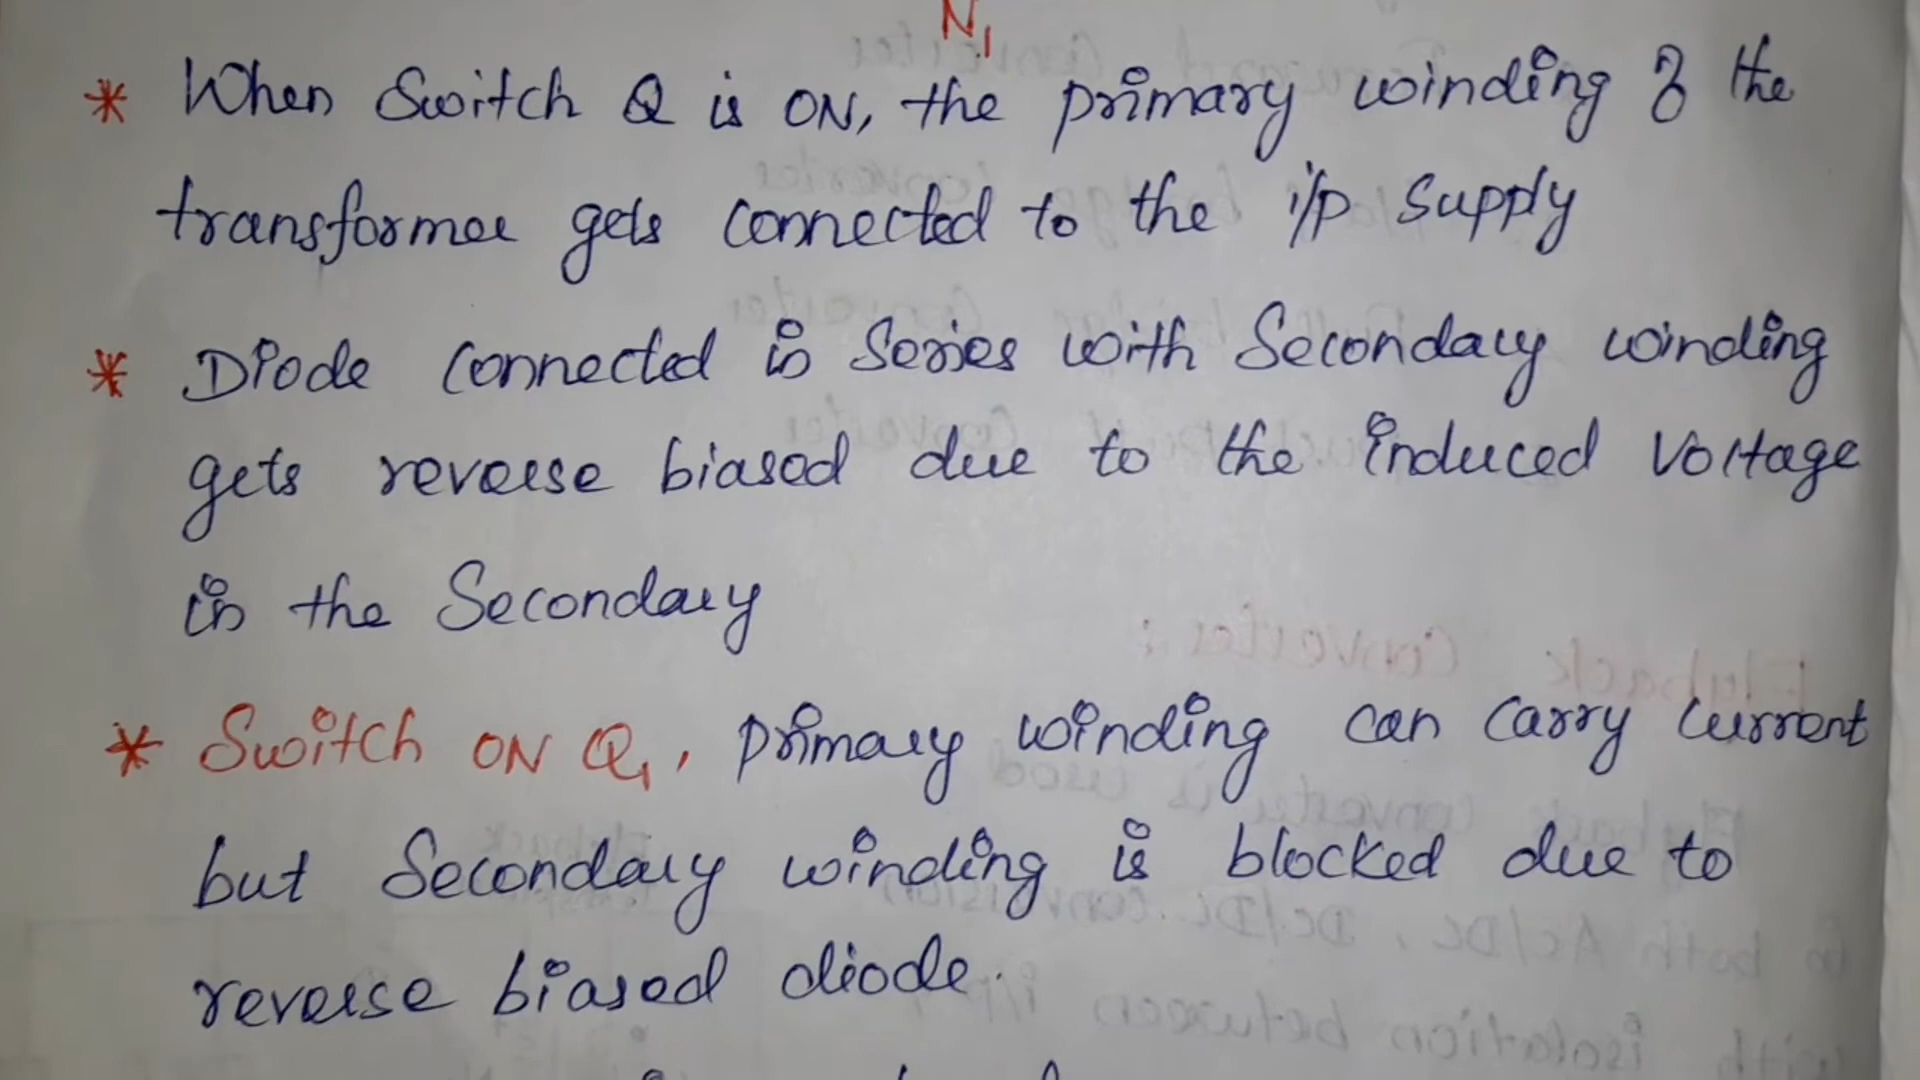 N1
* When Switch Q is ON, the primary winding of the
transformer gets connected to the i/p supply
* Diode connected in Series with Secondary winding
gets reverse biased due to the induced Voltage
in the Secondary
* Switch ON Q1, primary winding can carry current
but Secondary winding is blocked due to
reverse biased diode.